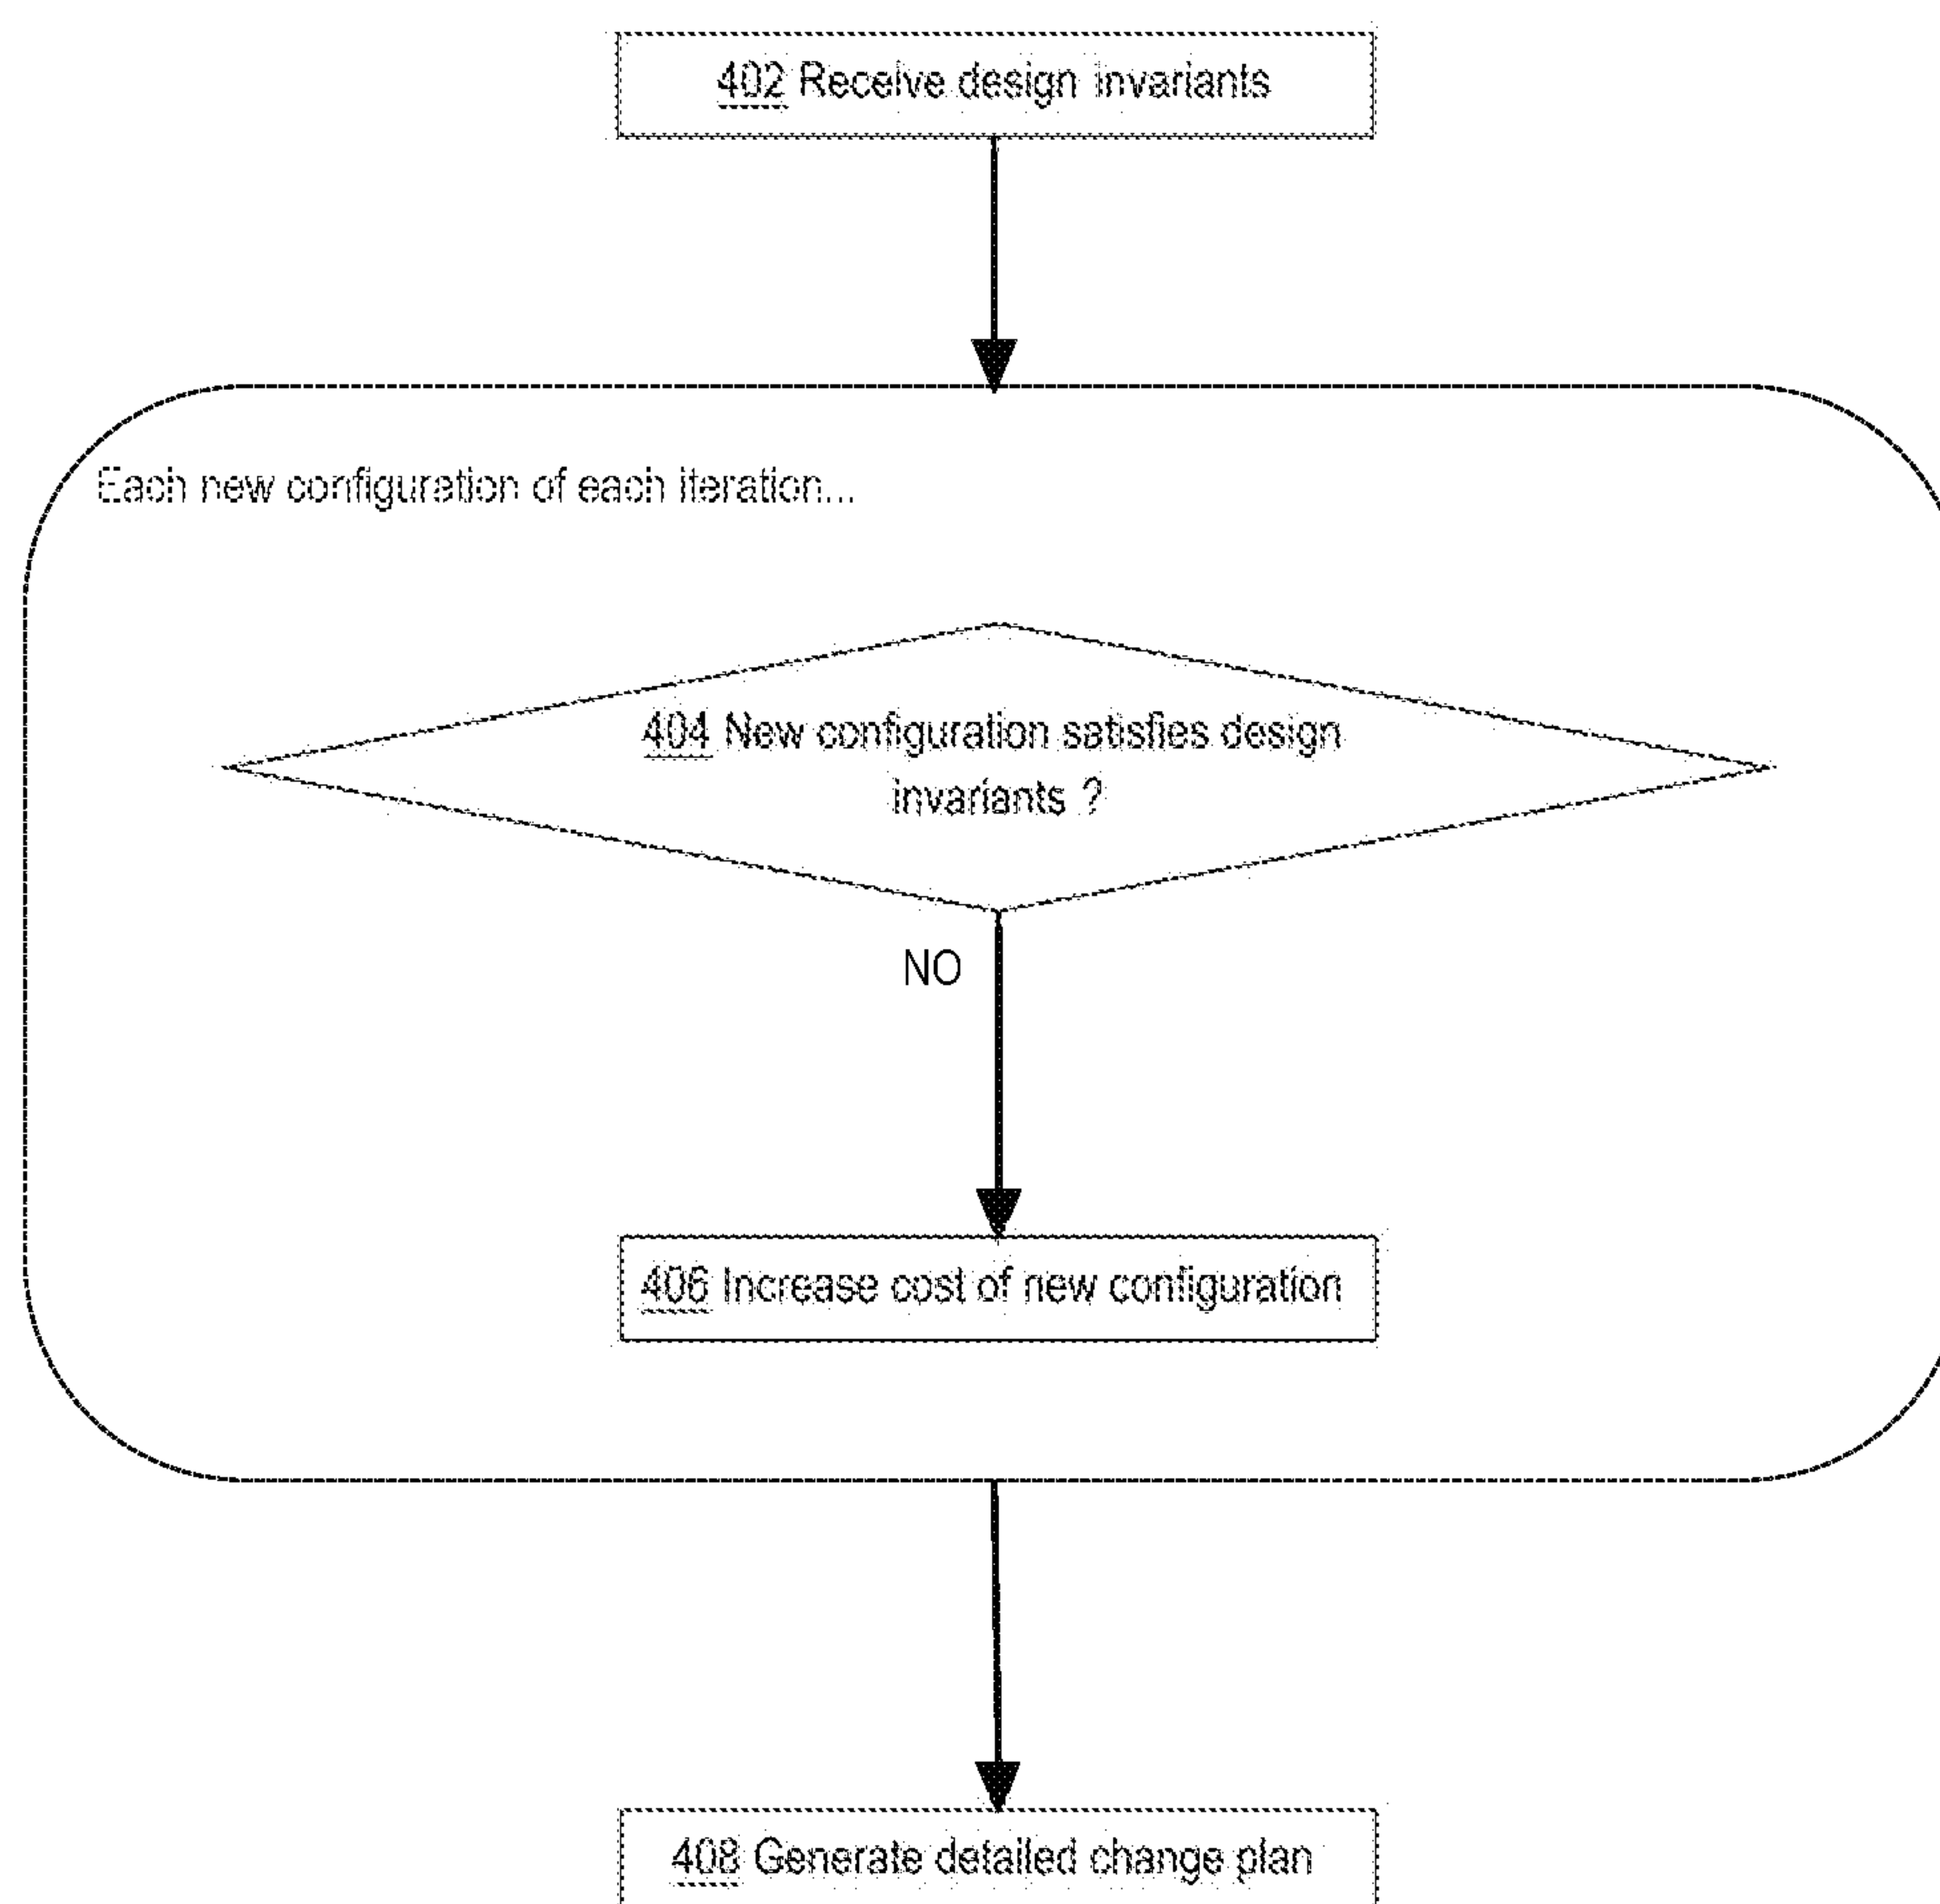 402 Receive design invariants
Each new configuration of each iteration...
404 New configuration satisfies design
invariants ?
NO
406 Increase cost of new configuration
408 Generate detailed change plan